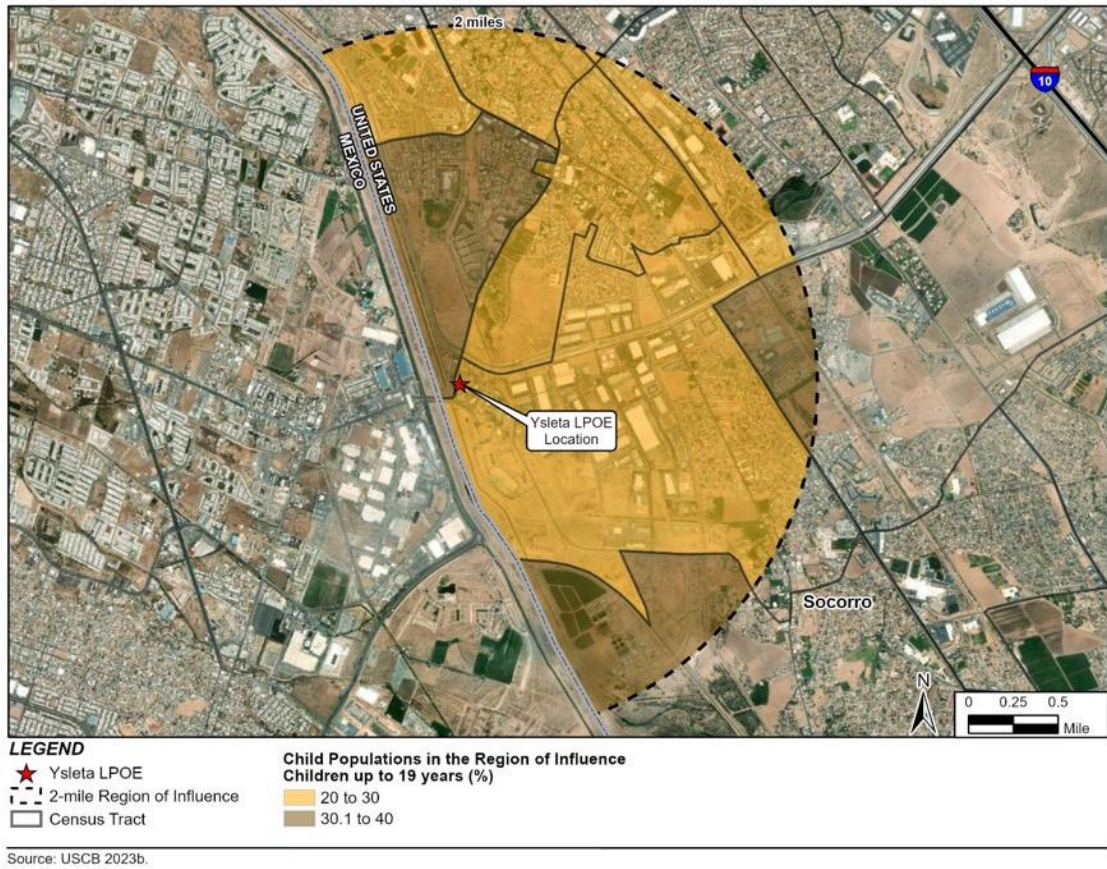 2 miles
10
UNITED STATES
MEXICO
Ysleta LPOE
Location
Socorro
N
0 0.25 0.5
Mile
LEGEND
Ysleta LPOE
2-mile Region of Influence
Census Tract
Child Populations in the Region of Influence
Children up to 19 years (%)
20 to 30
30.1 to 40
Source: USCB 2023b.